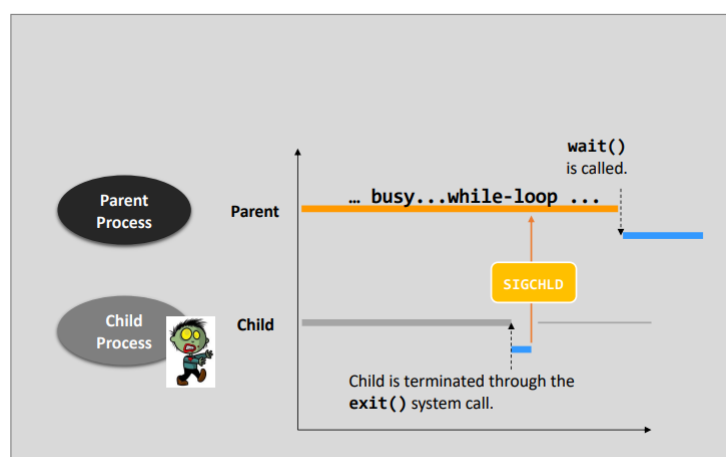 wait()
is called.
Parent
Process
Parent
… busy...while-loop ...
SIGCHLD
Child
Process
Child
Child is terminated through the
exit() system call.